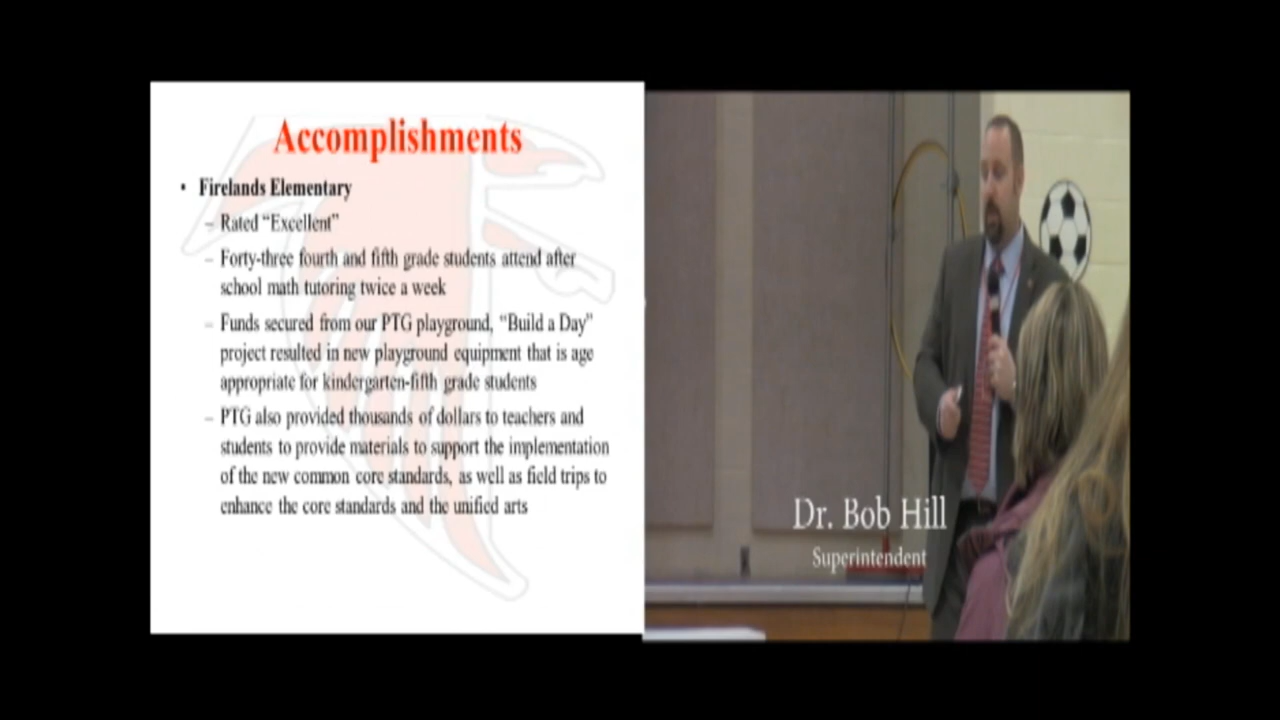 Accomplishments
• Firelands Elementary
– Rated “Excellent”
– Forty-three fourth and fifth grade students attend after
school math tutoring twice a week
– Funds secured from our PTG playground, “Build a Day”
project resulted in new playground equipment that is age
appropriate for kindergarten-fifth grade students
– PTG also provided thousands of dollars to teachers and
students to provide materials to support the implementation
of the new common core standards, as well as field trips to
enhance the core standards and the unified arts
Dr. Bob Hill
Superintendent